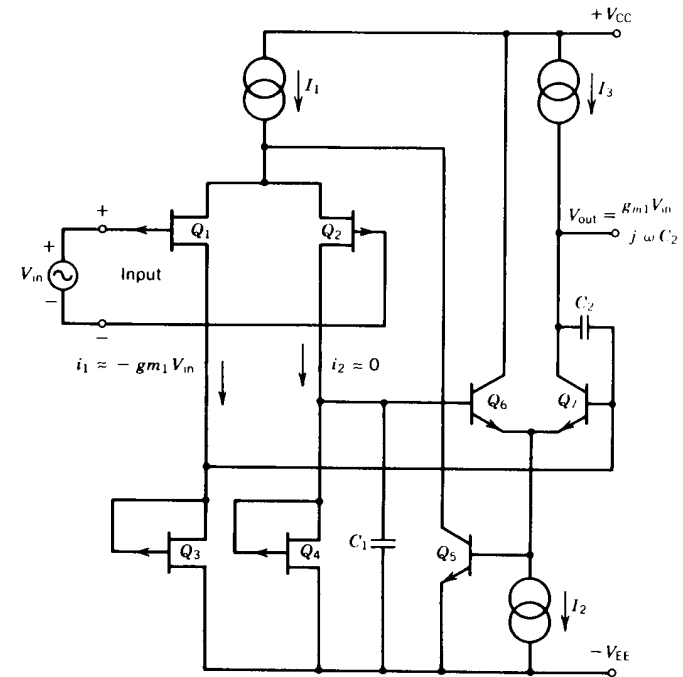 +V_CC
I_1
I_3
+
+
V_in
−
Input
−
Q_1
Q_2
V_out = g_m1 V_in
j ω C_2
C_2
i_1 ≈ − gm_1 V_in
i_2 ≈ 0
Q_6
Q_7
Q_3
Q_4
C_1
Q_5
I_2
−V_EE